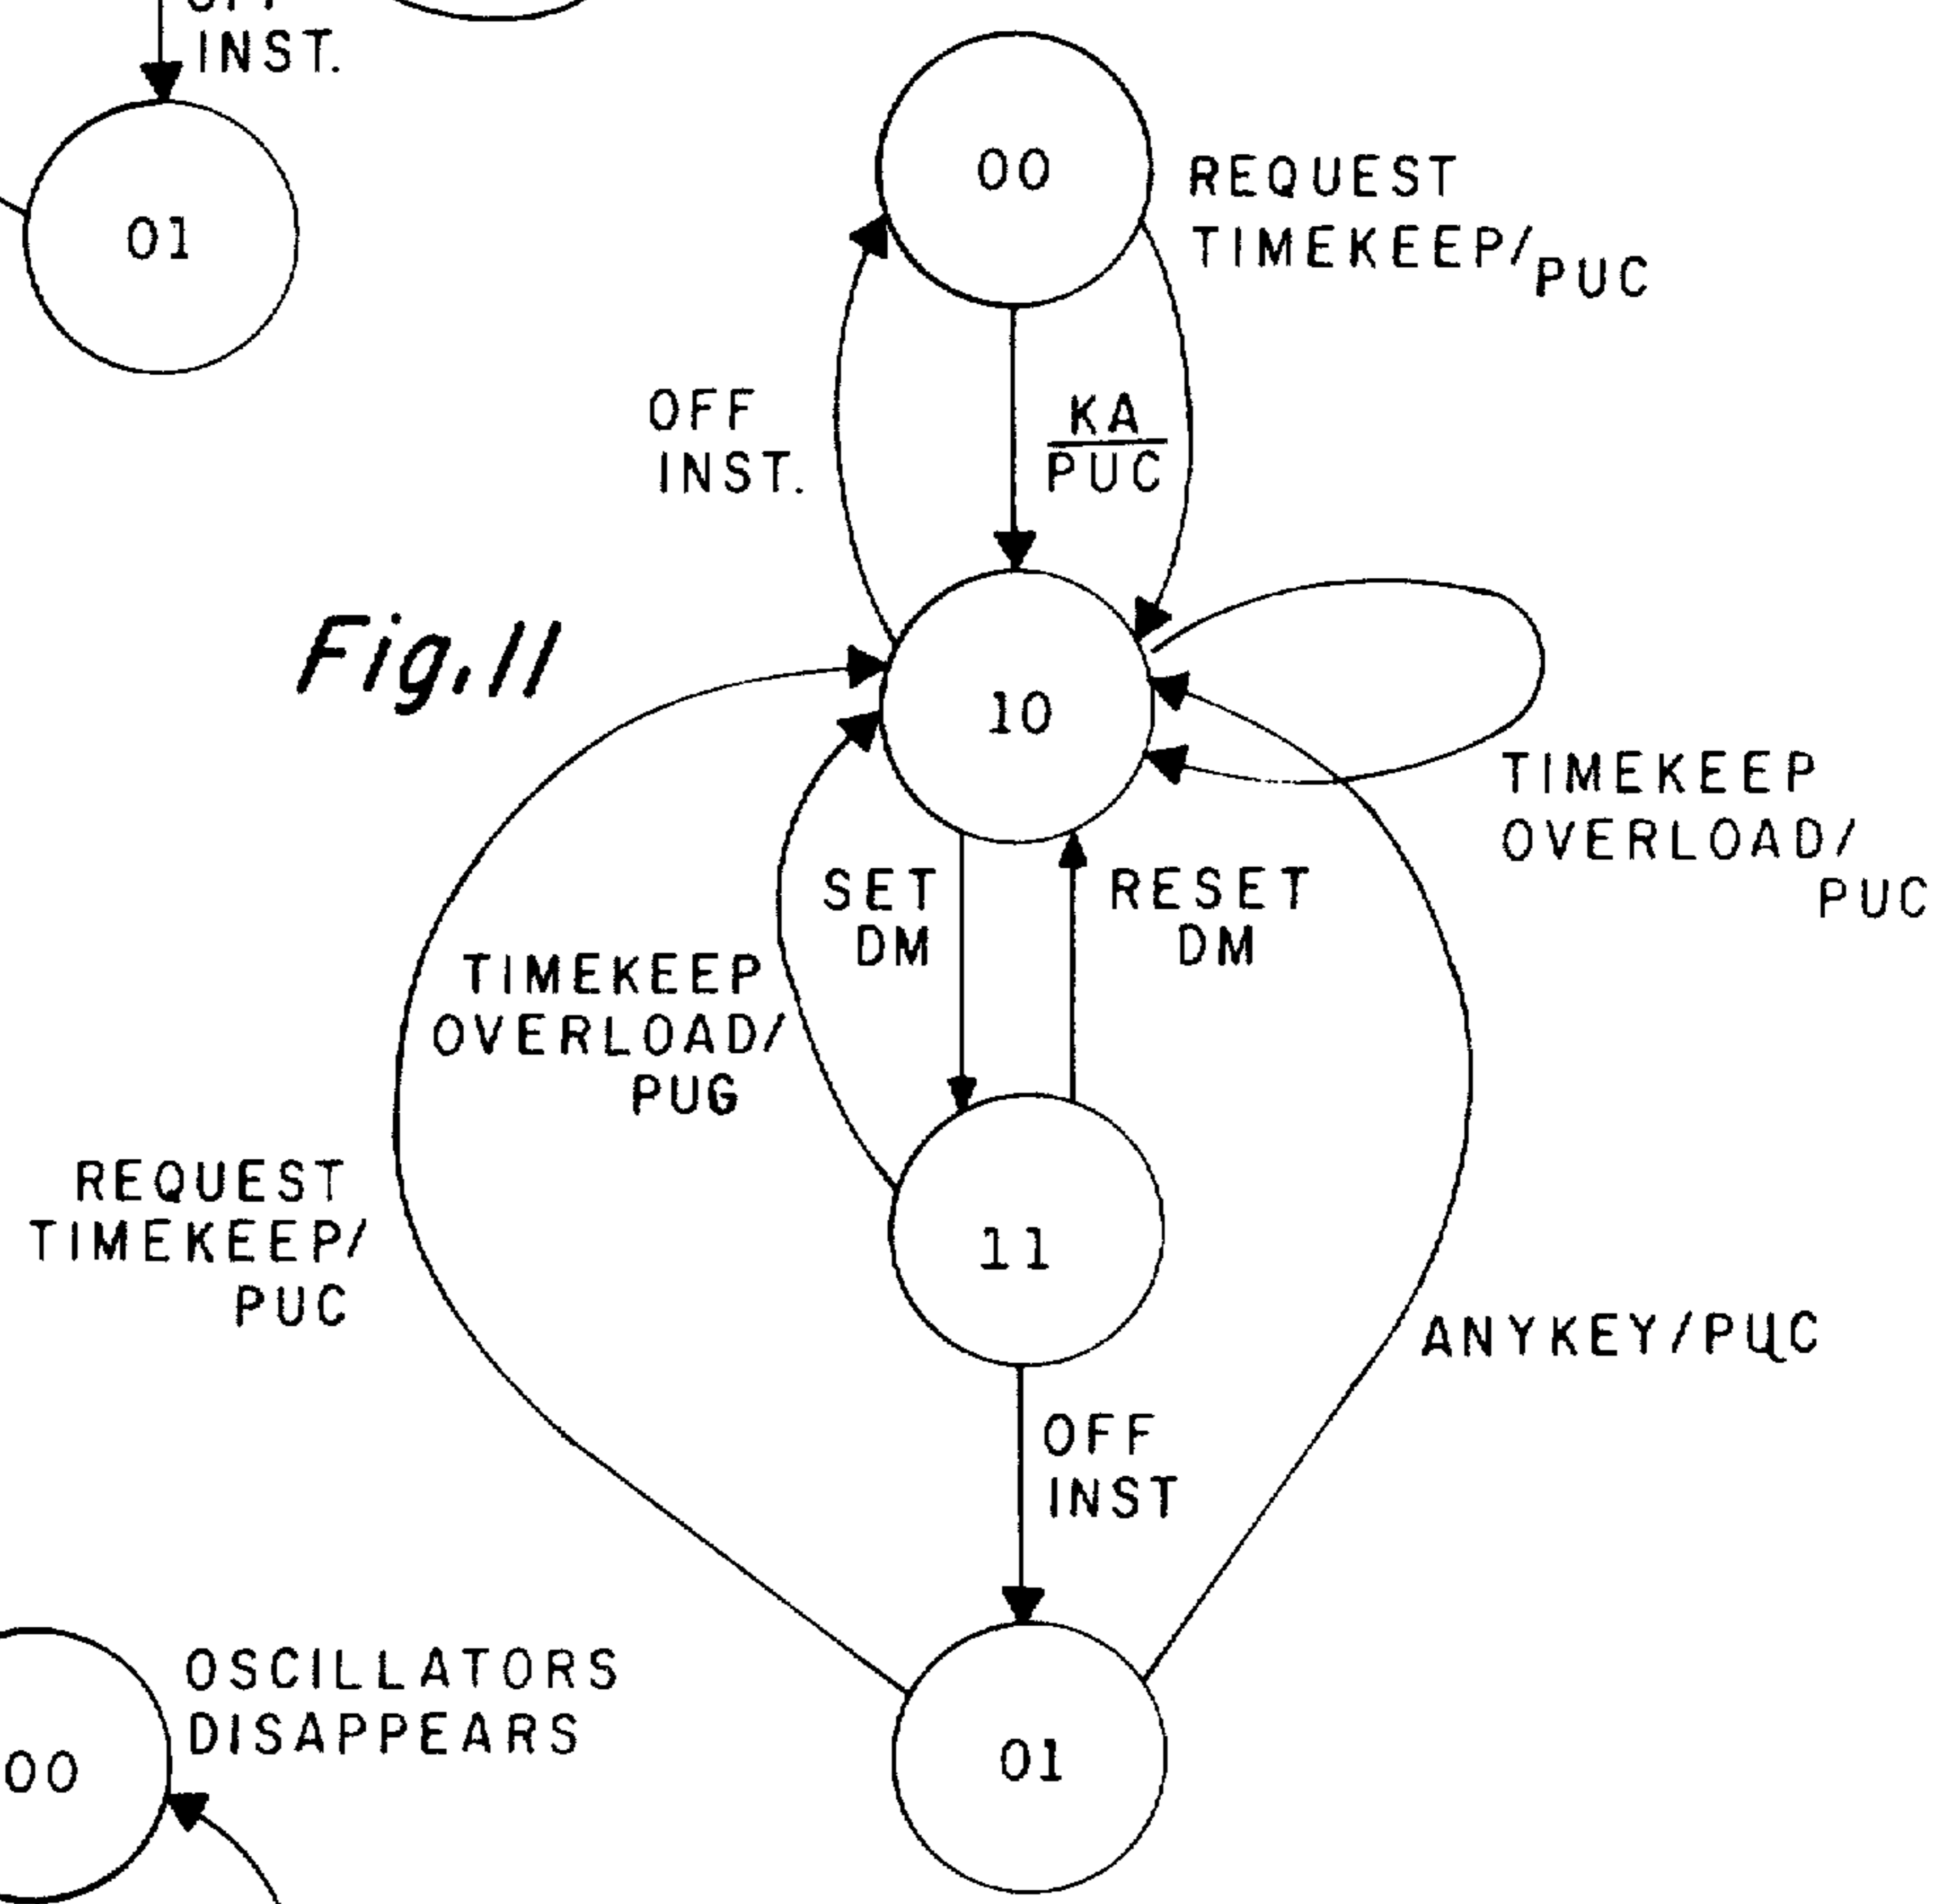 INST.
01
00
REQUEST
TIMEKEEP/PUC
OFF
INST.
KA
PUC
Fig. 11
10
TIMEKEEP
OVERLOAD/
PUC
SET
DM
RESET
DM
TIMEKEEP
OVERLOAD/
PUG
REQUEST
TIMEKEEP/
PUC
11
ANYKEY/PUC
OFF
INST
OSCILLATORS
DISAPPEARS
00
01